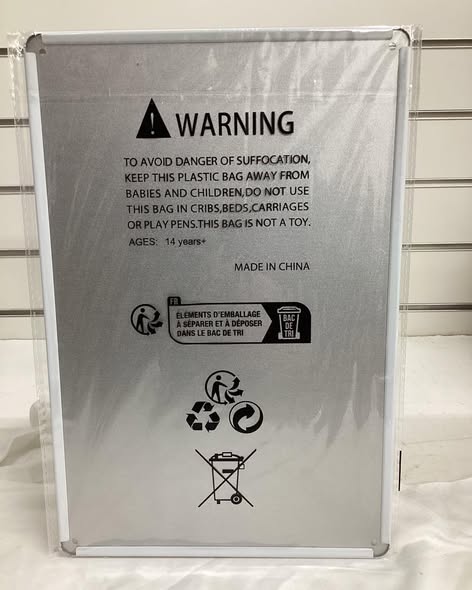 WARNING
TO AVOID DANGER OF SUFFOCATION,
KEEP THIS PLASTIC BAG AWAY FROM
BABIES AND CHILDREN,DO NOT USE
THIS BAG IN CRIBS,BEDS,CARRIAGES
OR PLAY PENS.THIS BAG IS NOT A TOY.
AGES: 14 years+
MADE IN CHINA
FR
ÉLÉMENTS D'EMBALLAGE
À SÉPARER ET À DÉPOSER
DANS LE BAC DE TRI
BAC
DE
TRI